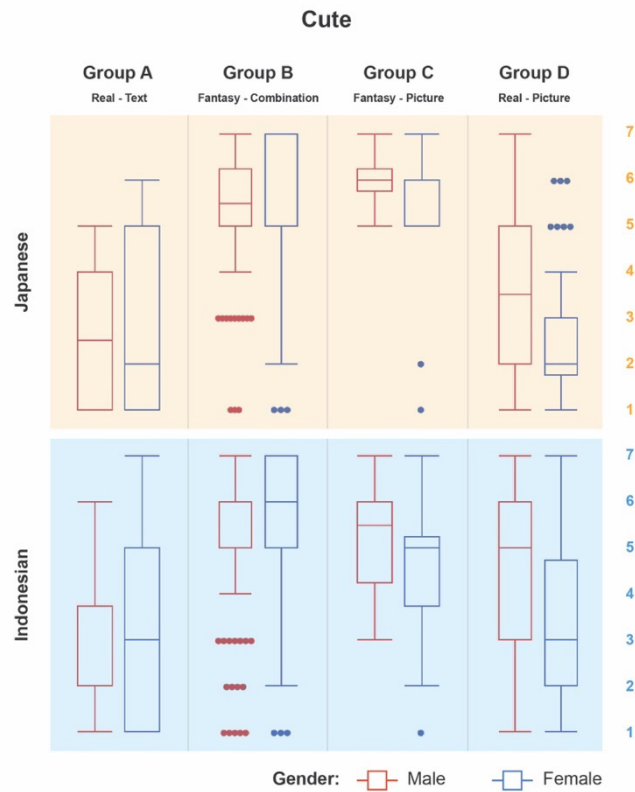 Cute
Group A Group B Group C Group D
Real - Text Fantasy - Combination Fantasy - Picture Real - Picture
Japanese
7
6
5
4
3
2
1
Indonesian
7
6
5
4
3
2
1
Gender: Male Female